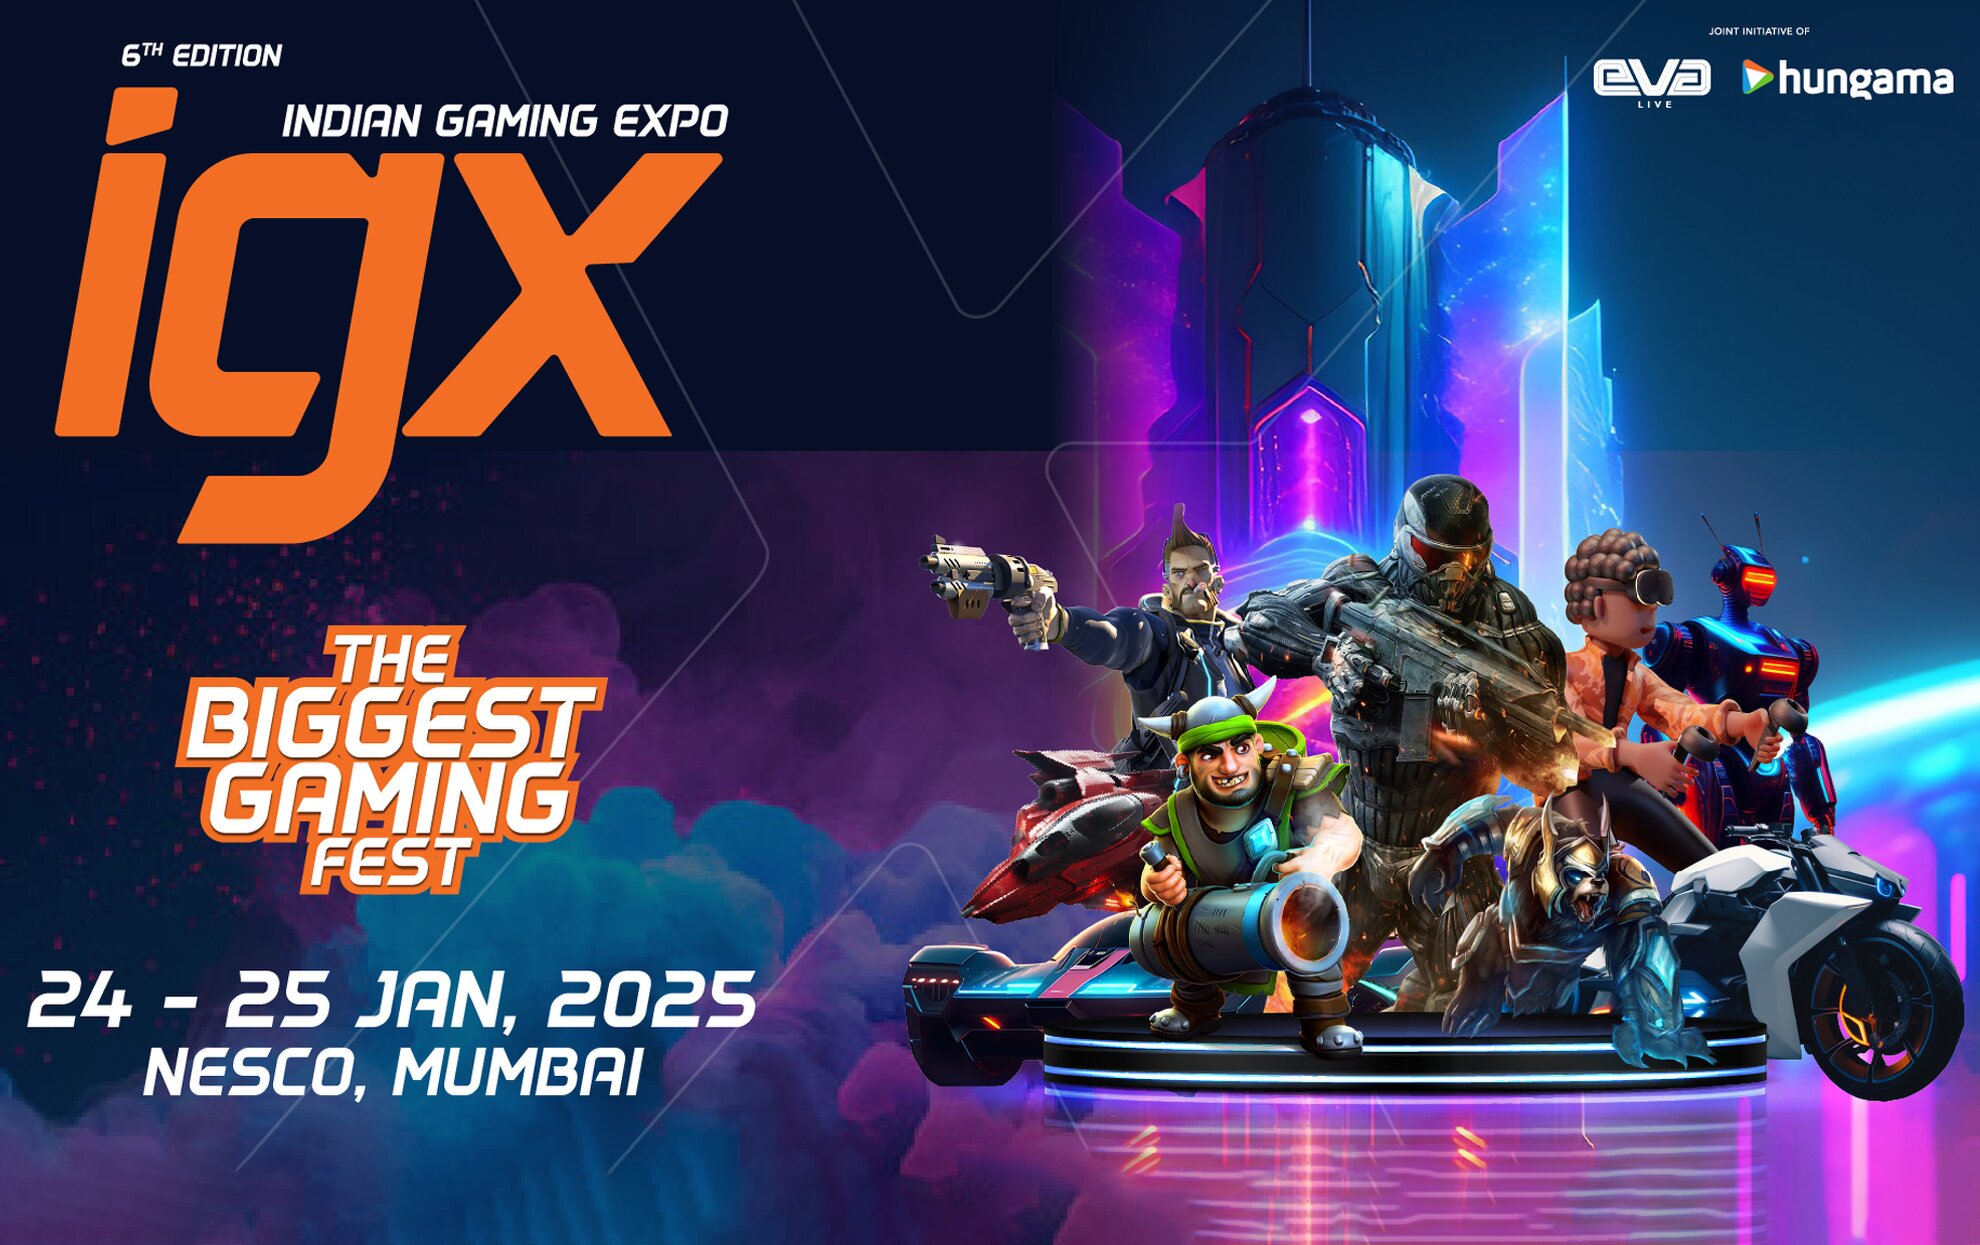 6TH EDITION
INDIAN GAMING EXPO
igx
THE
BIGGEST
GAMING
FEST
24 - 25 JAN, 2025
NESCO, MUMBAI
JOINT INITIATIVE OF
eva
LIVE
hungama